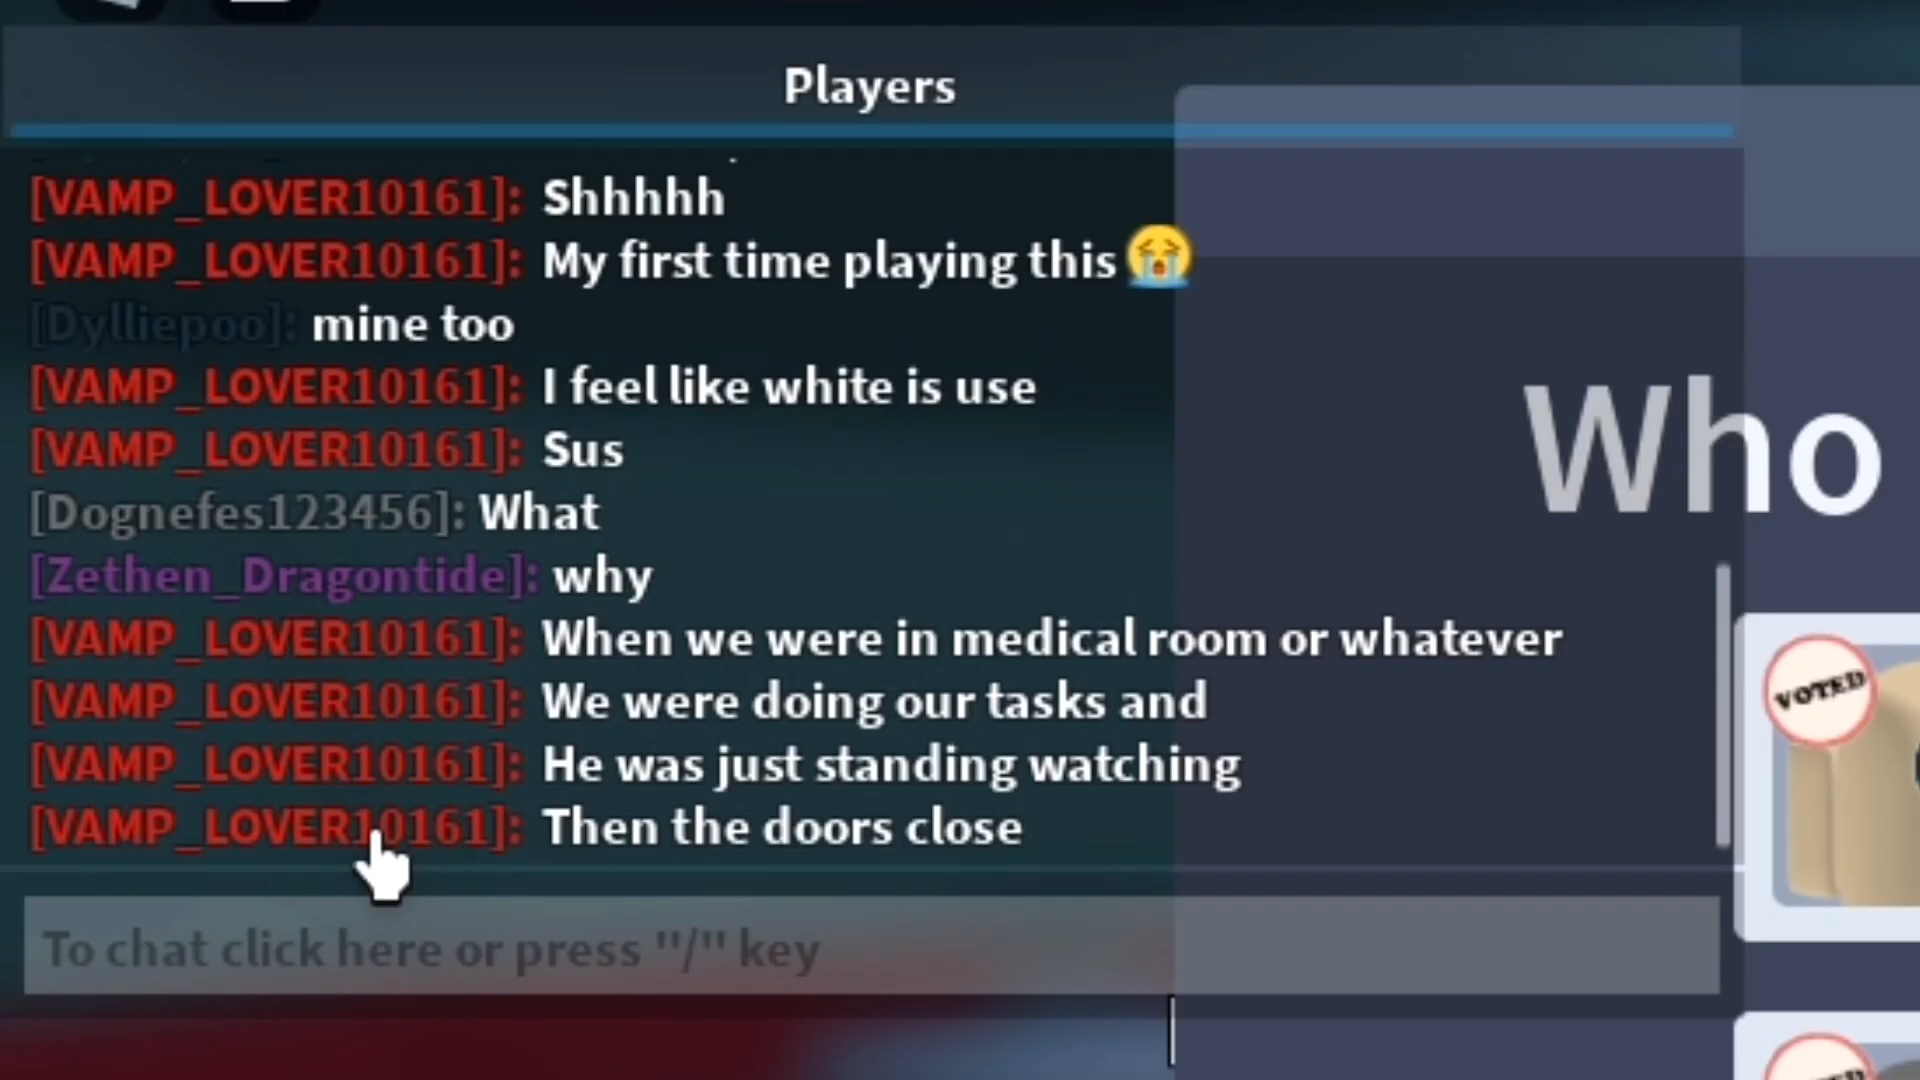 Players
[VAMP_LOVER10161]: Shhhhh
[VAMP_LOVER10161]: My first time playing this😭
[Dylliepoo]: mine too
[VAMP_LOVER10161]: I feel like white is use
[VAMP_LOVER10161]: Sus
[Dognefes123456]: What
[Zethen_Dragontide]: why
[VAMP_LOVER10161]: When we were in medical room or whatever
[VAMP_LOVER10161]: We were doing our tasks and
[VAMP_LOVER10161]: He was just standing watching
[VAMP_LOVER10161]: Then the doors close
To chat click here or press "/" key
Who
VOTED